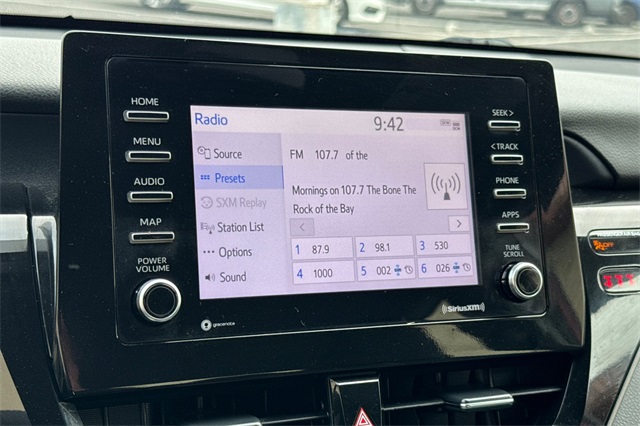 HOME
MENU
AUDIO
MAP
POWER
VOLUME
Radio
9:42
Source
Presets
SXM Replay
Station List
Options
Sound
FM 107.7 of the
Mornings on 107.7 The Bone The
Rock of the Bay
1 87.9
2 98.1
3 530
4 1000
5 002
6 026
SEEK >
< TRACK
PHONE
APPS
TUNE
SCROLL
gracenote
SiriusXM
OFF